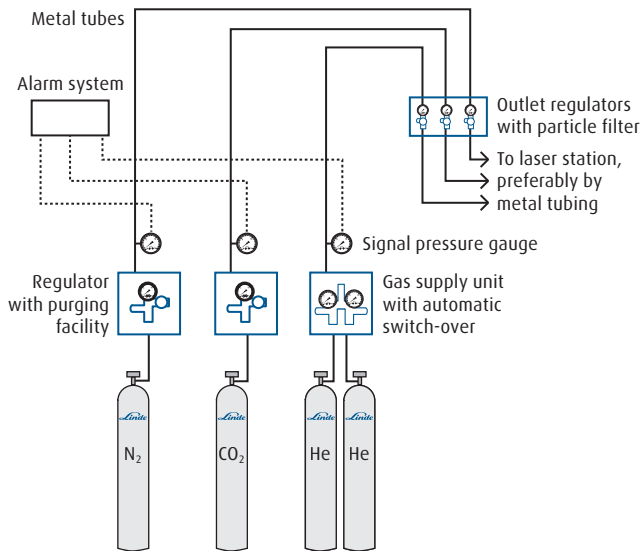 Metal tubes
Alarm system
Outlet regulators
with particle filter
To laser station,
preferably by
metal tubing
Signal pressure gauge
Regulator
with purging
facility
Gas supply unit
with automatic
switch-over
Linde
Linde
Linde
Linde
N₂
CO₂
He
He